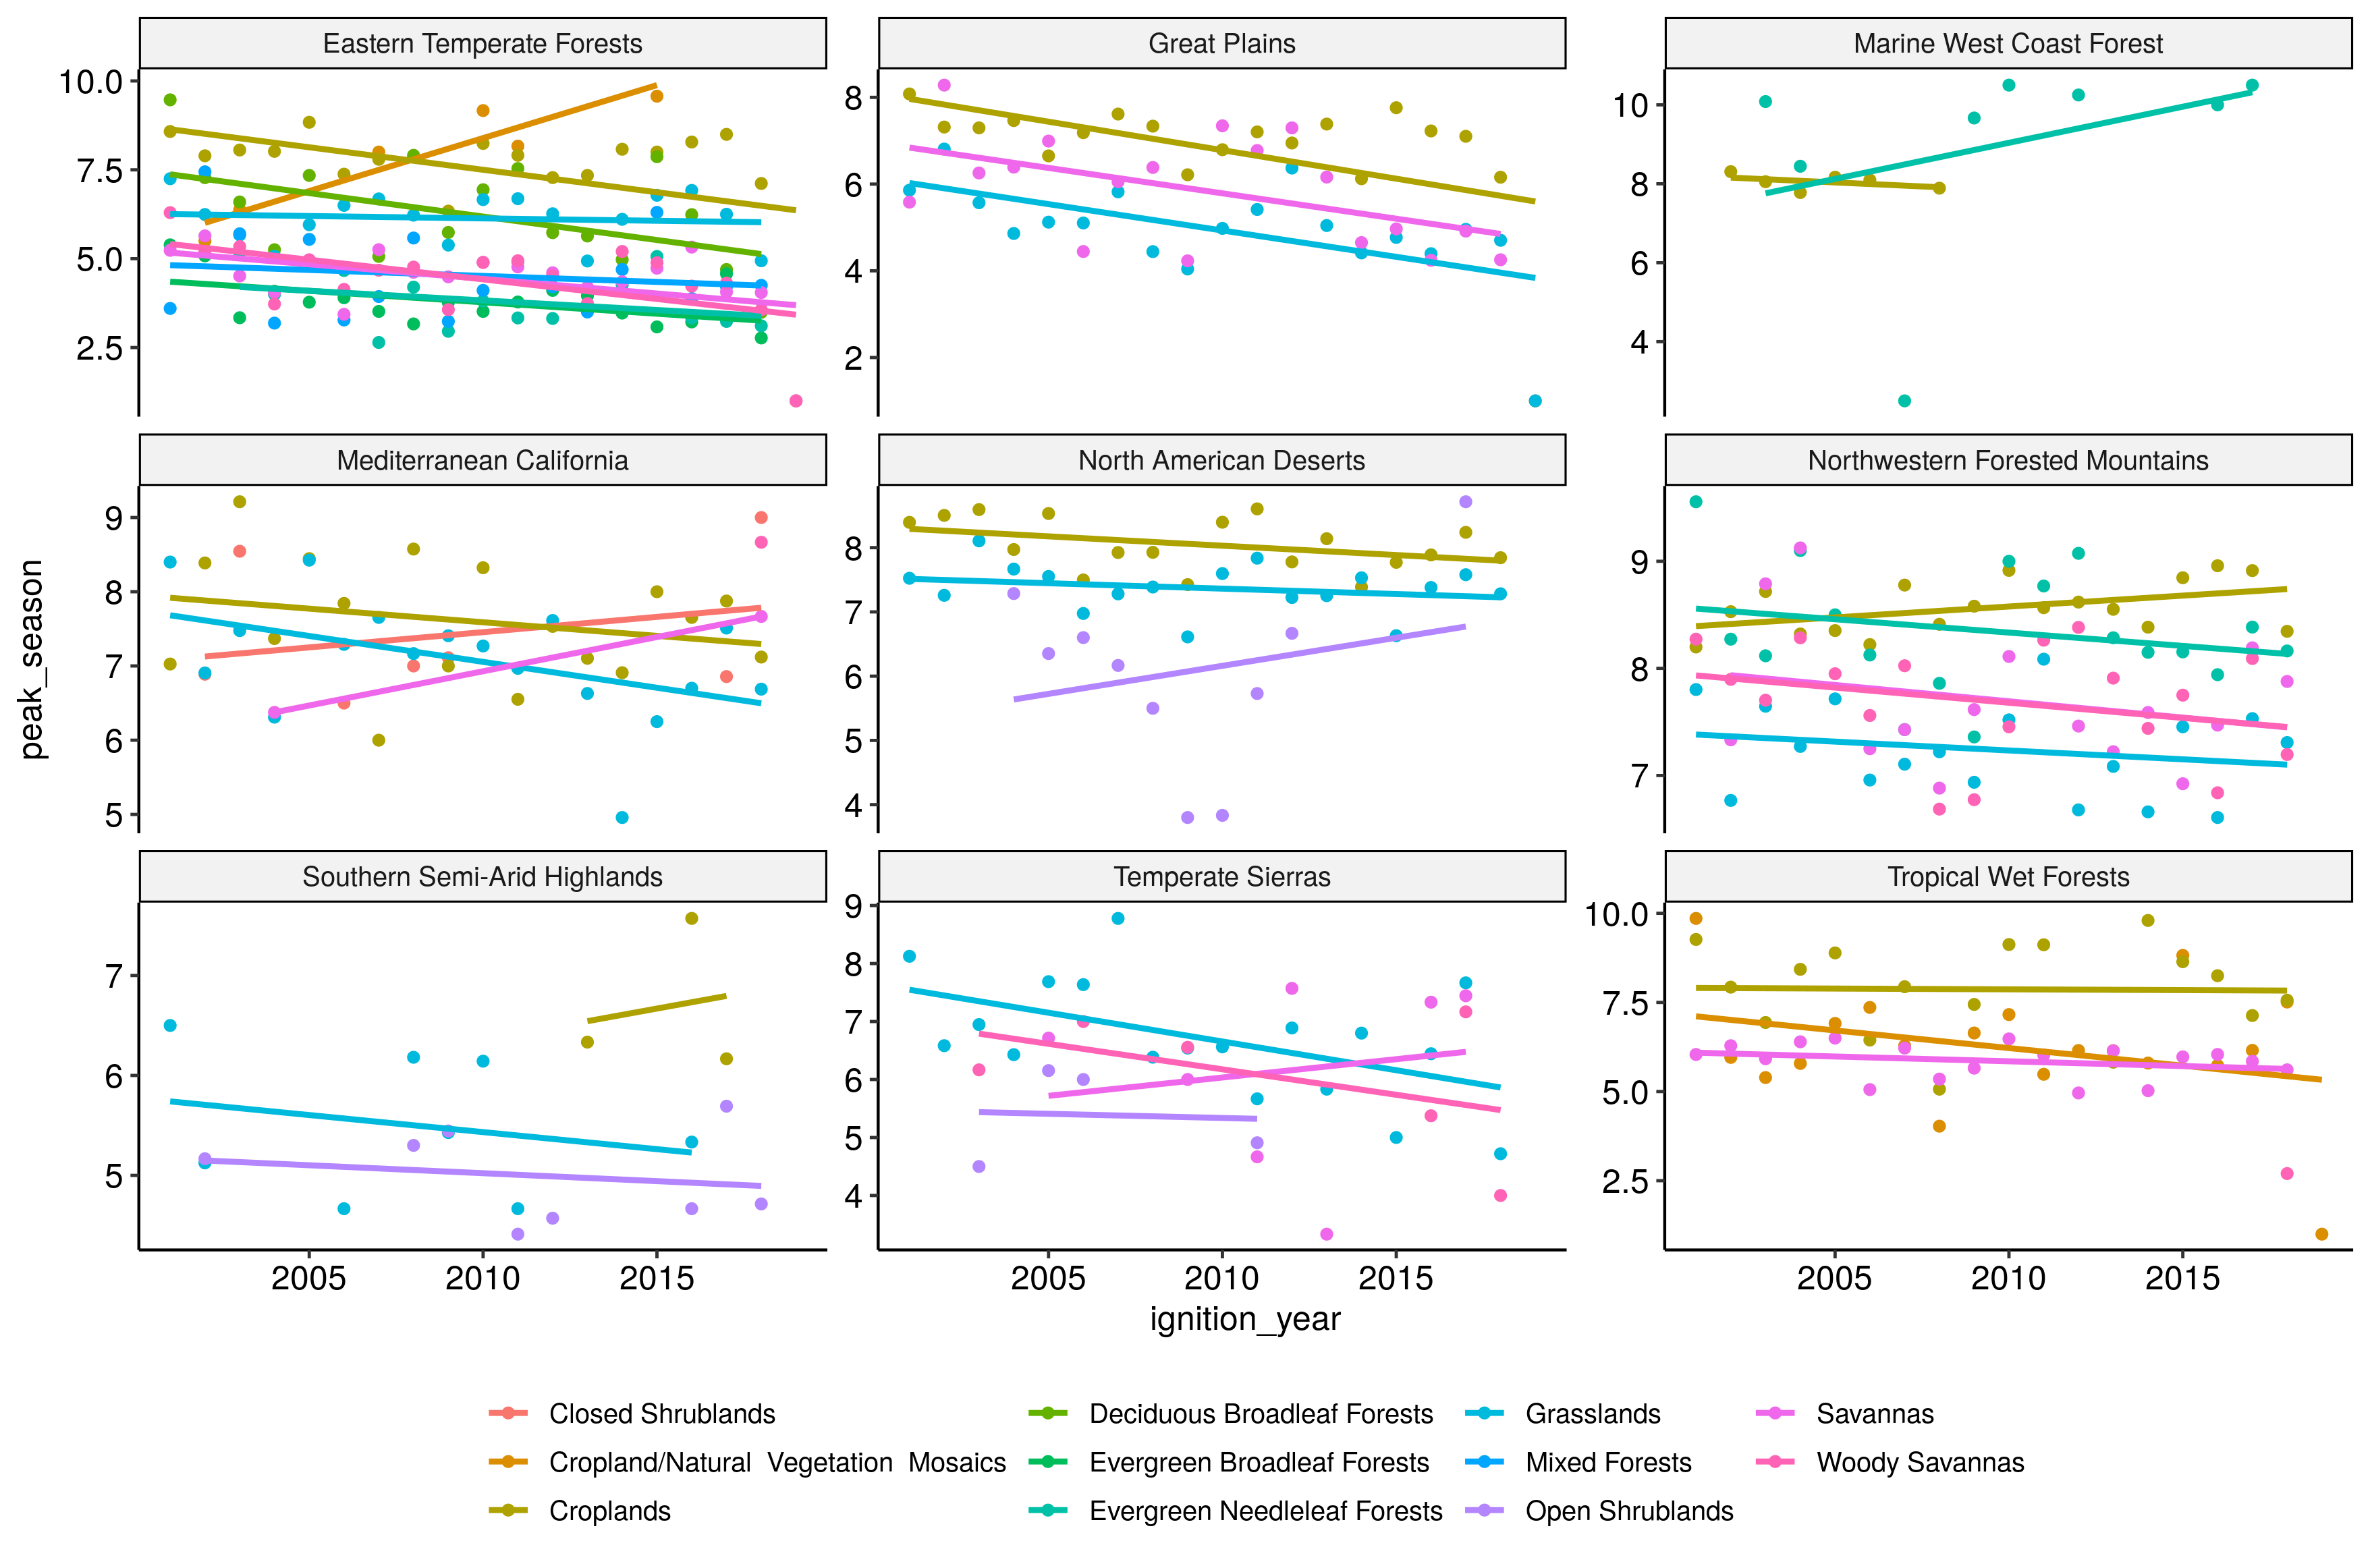 Eastern Temperate Forests
Great Plains
Marine West Coast Forest
10.0
7.5
5.0
2.5
8
6
4
2
10
8
6
4
Mediterranean California
North American Deserts
Northwestern Forested Mountains
9
8
7
6
5
8
7
6
5
4
9
8
7
peak_season
Southern Semi-Arid Highlands
Temperate Sierras
Tropical Wet Forests
7
6
5
9
8
7
6
5
4
10.0
7.5
5.0
2.5
2005 2010 2015
2005 2010 2015
2005 2010 2015
ignition_year
Closed Shrublands
Cropland/Natural Vegetation Mosaics
Croplands
Deciduous Broadleaf Forests
Evergreen Broadleaf Forests
Evergreen Needleleaf Forests
Grasslands
Mixed Forests
Open Shrublands
Savannas
Woody Savannas